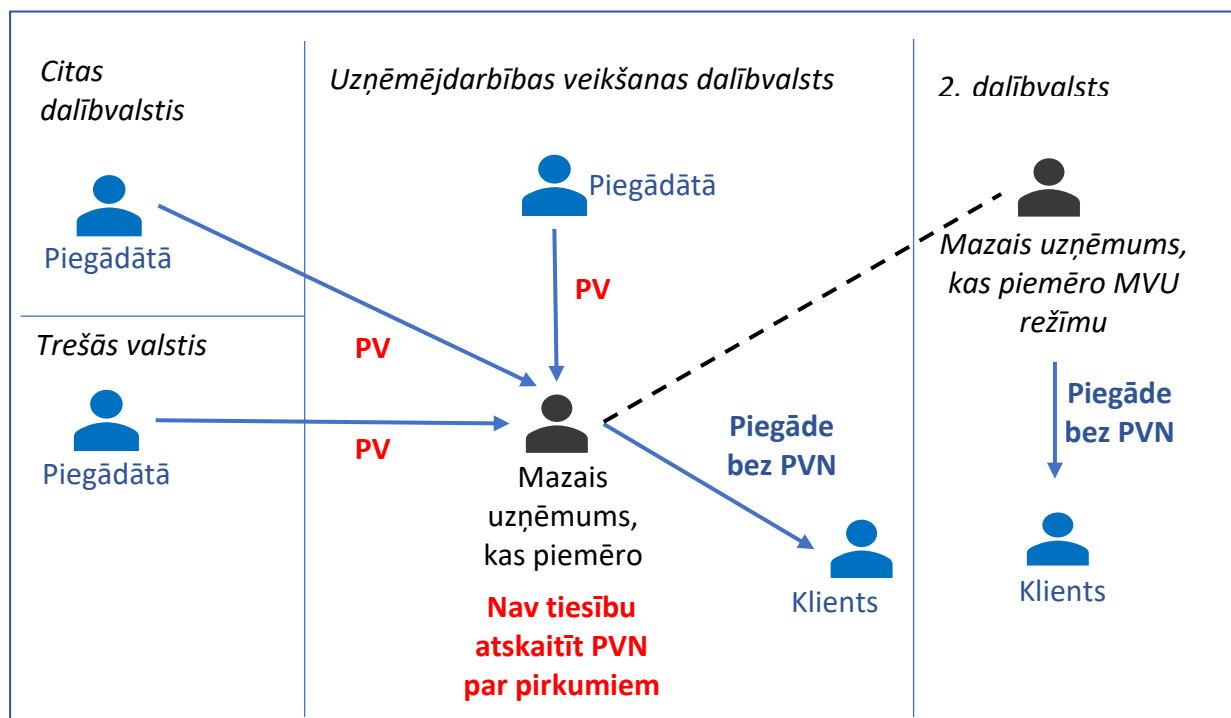 Citas
dalībvalstis
Piegādātā
Trešās valstis
Piegādātā
PV
PV
Uzņēmējdarbības veikšanas dalībvalsts
Piegādātā
PV
Mazais
uzņēmums,
kas piemēro
Nav tiesību
atskaitīt PVN
par pirkumiem
Piegāde
bez PVN
Klients
2. dalībvalsts
Mazais uzņēmums,
kas piemēro MVU
režīmu
Piegāde
bez PVN
Klients